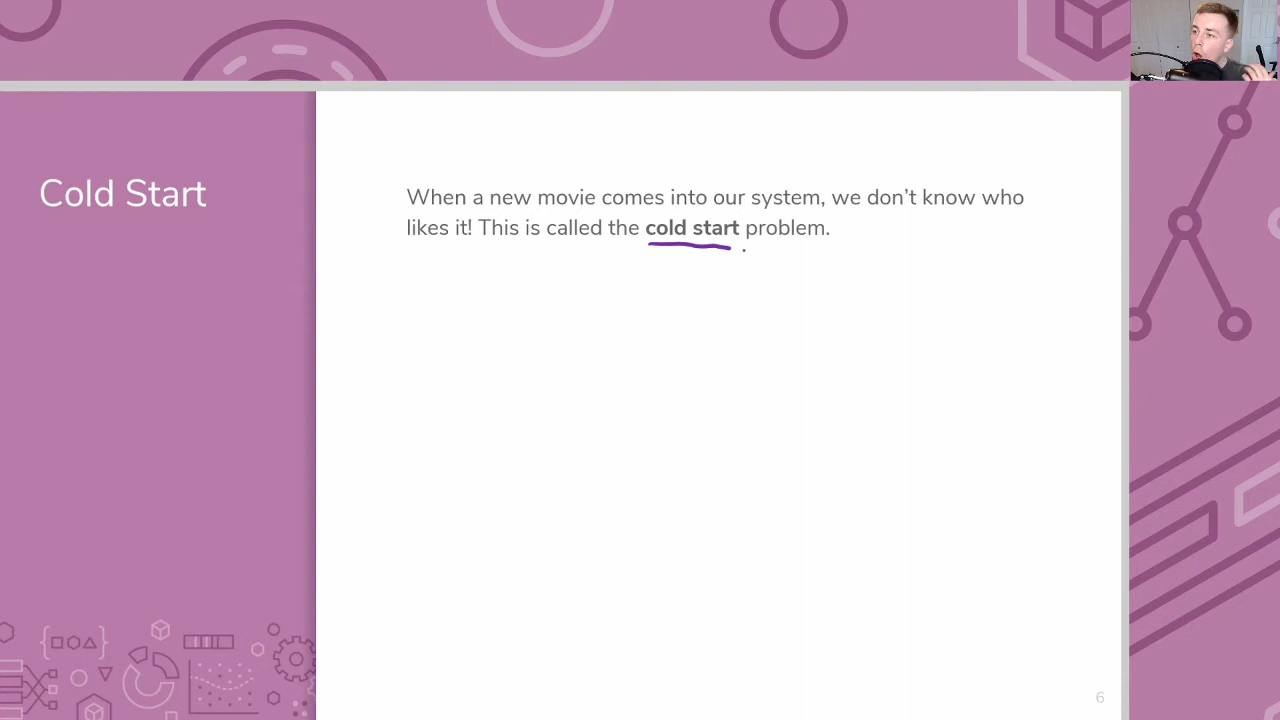 Cold Start
When a new movie comes into our system, we don’t know who
likes it! This is called the cold start problem.
6